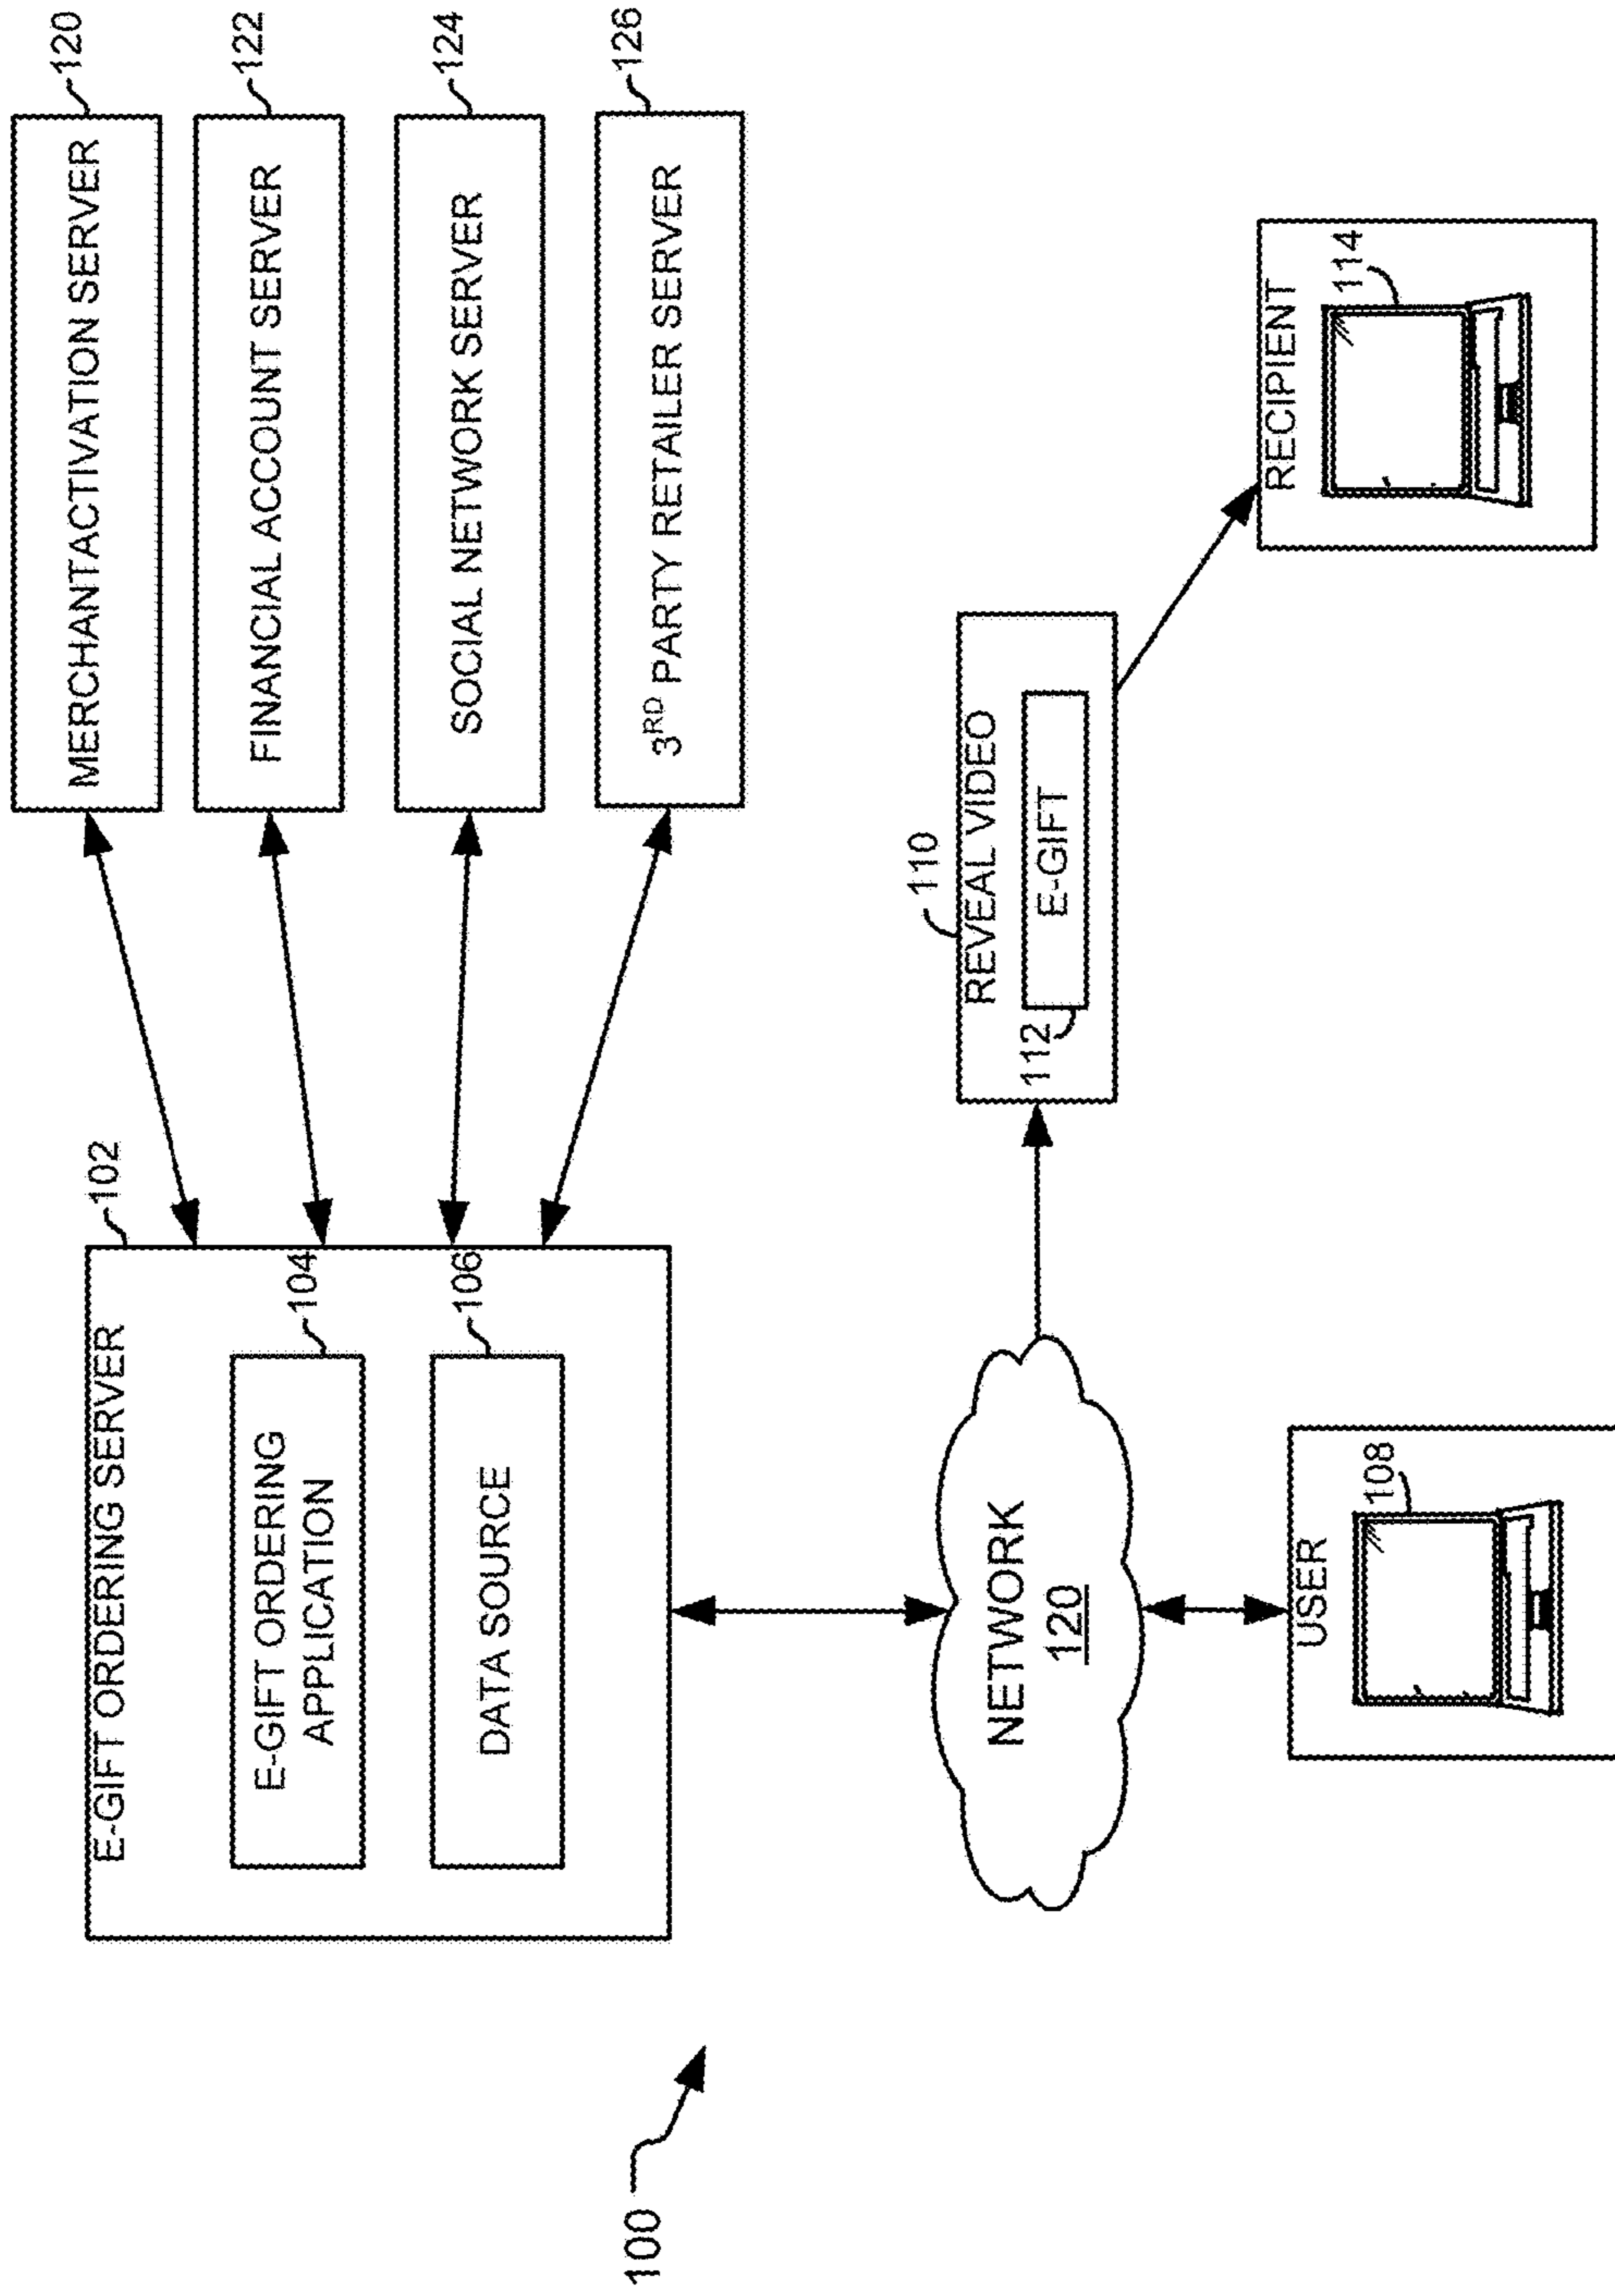 100
E-GIFT ORDERING SERVER
102
E-GIFT ORDERING
APPLICATION
104
DATA SOURCE
106
MERCHANTACTIVATION SERVER
120
FINANCIAL ACCOUNT SERVER
122
SOCIAL NETWORK SERVER
124
3RD PARTY RETAILER SERVER
126
NETWORK
120
110
REVEAL VIDEO
E-GIFT
112
USER
108
RECIPIENT
114